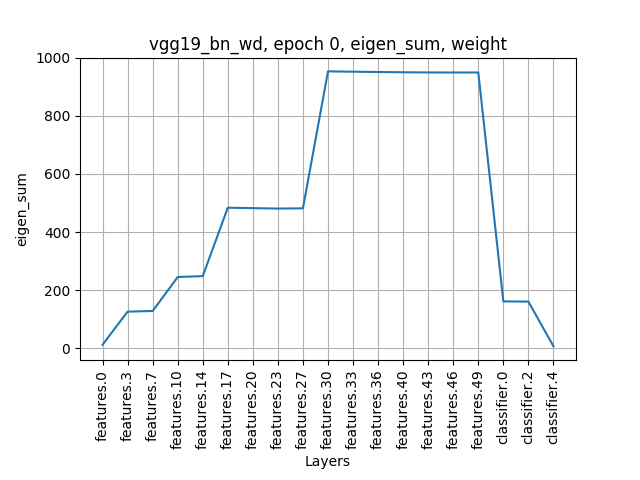 vgg19_bn_wd, epoch 0, eigen_sum, weight
eigen_sum
1000
800
600
400
200
0
features.0
features.3
features.7
features.10
features.14
features.17
features.20
features.23
features.27
features.30
features.33
features.36
features.40
features.43
features.46
features.49
classifier.0
classifier.2
classifier.4
Layers